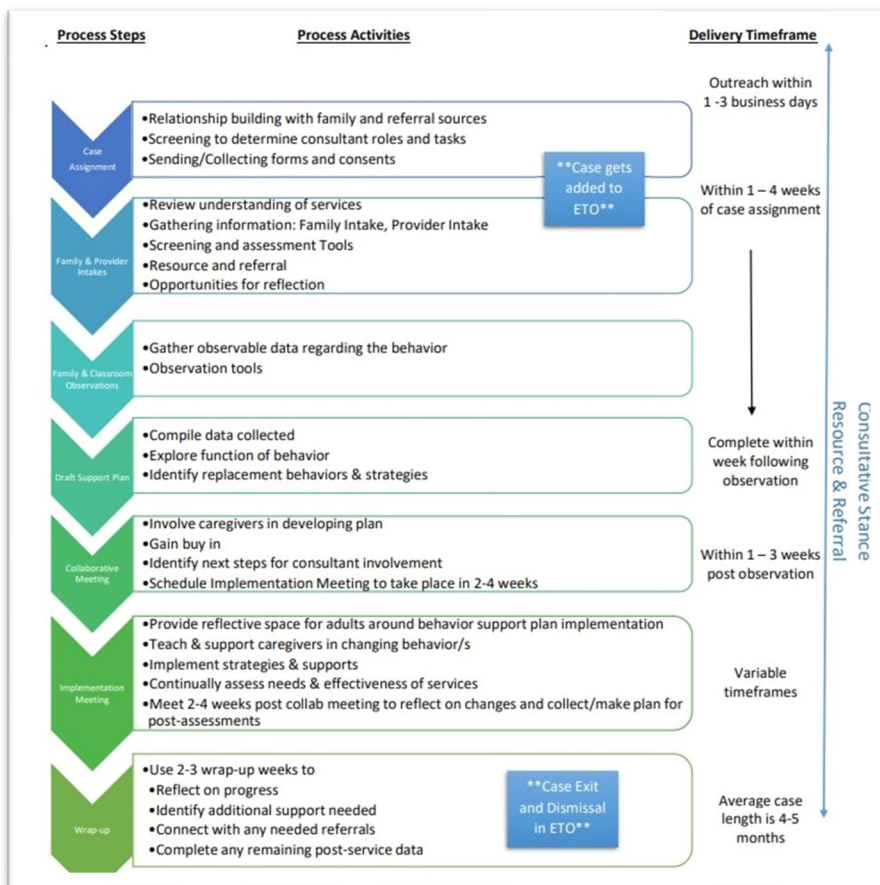 Process Steps
Process Activities
Delivery Timeframe
.
Outreach within
1 -3 business days
Case
Assignment
•Relationship building with family and referral sources
•Screening to determine consultant roles and tasks
•Sending/Collecting forms and consents
**Case gets
added to
ETO**
Within 1 – 4 weeks
of case assignment
Family & Provider
Intakes
•Review understanding of services
•Gathering information: Family Intake, Provider Intake
•Screening and assessment Tools
•Resource and referral
•Opportunities for reflection
Family & Classroom
Observations
•Gather observable data regarding the behavior
•Observation tools
Draft Support Plan
•Compile data collected
•Explore function of behavior
•Identify replacement behaviors & strategies
Complete within
week following
observation
Consultative Stance
Resource & Referral
Collaborative
Meeting
•Involve caregivers in developing plan
•Gain buy in
•Identify next steps for consultant involvement
•Schedule Implementation Meeting to take place in 2-4 weeks
Within 1 – 3 weeks
post observation
Implementation
Meeting
•Provide reflective space for adults around behavior support plan implementation
•Teach & support caregivers in changing behavior/s
•Implement strategies & supports
•Continually assess needs & effectiveness of services
•Meet 2-4 weeks post collab meeting to reflect on changes and collect/make plan for
post-assessments
Variable
timeframes
Wrap-up
•Use 2-3 wrap-up weeks to
•Reflect on progress
•Identify additional support needed
•Connect with any needed referrals
•Complete any remaining post-service data
**Case Exit
and Dismissal
in ETO**
Average case
length is 4-5
months